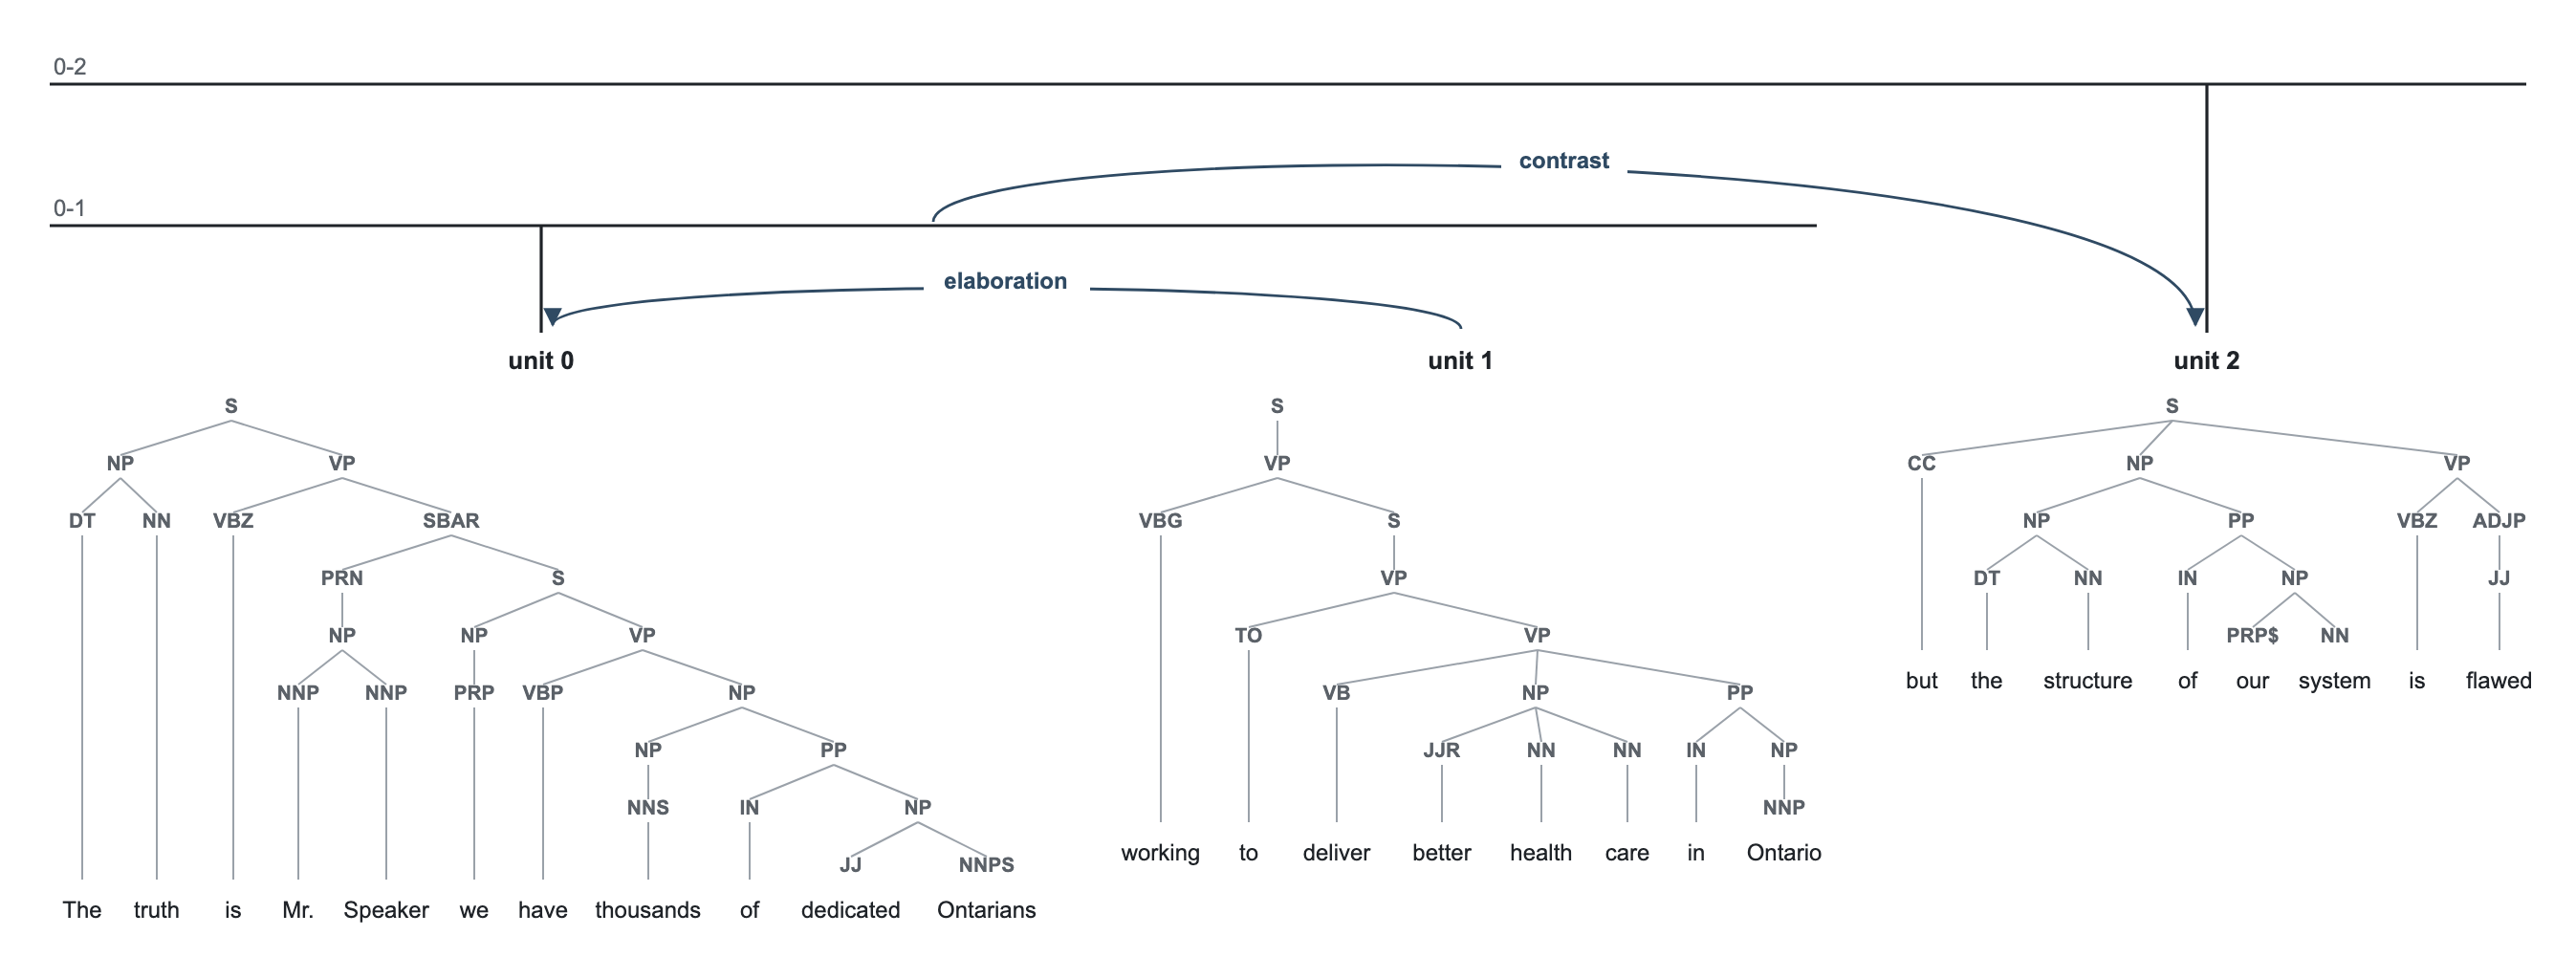 0-2
contrast
0-1
elaboration
unit 0 unit 1 unit 2
S S S
NP VP VP CC NP VP
DT NN VBZ SBAR VBG S NP PP VBZ ADJP
PRN S VP DT NN IN NP JJ
NP NP VP TO VP PRP$ NN
NNP NNP PRP VBP NP VB NP PP but the structure of our system is flawed
NP PP JJR NN NN IN NP
NNS IN NP NNP
working to deliver better health care in Ontario
JJ NNPS
The truth is Mr. Speaker we have thousands of dedicated Ontarians